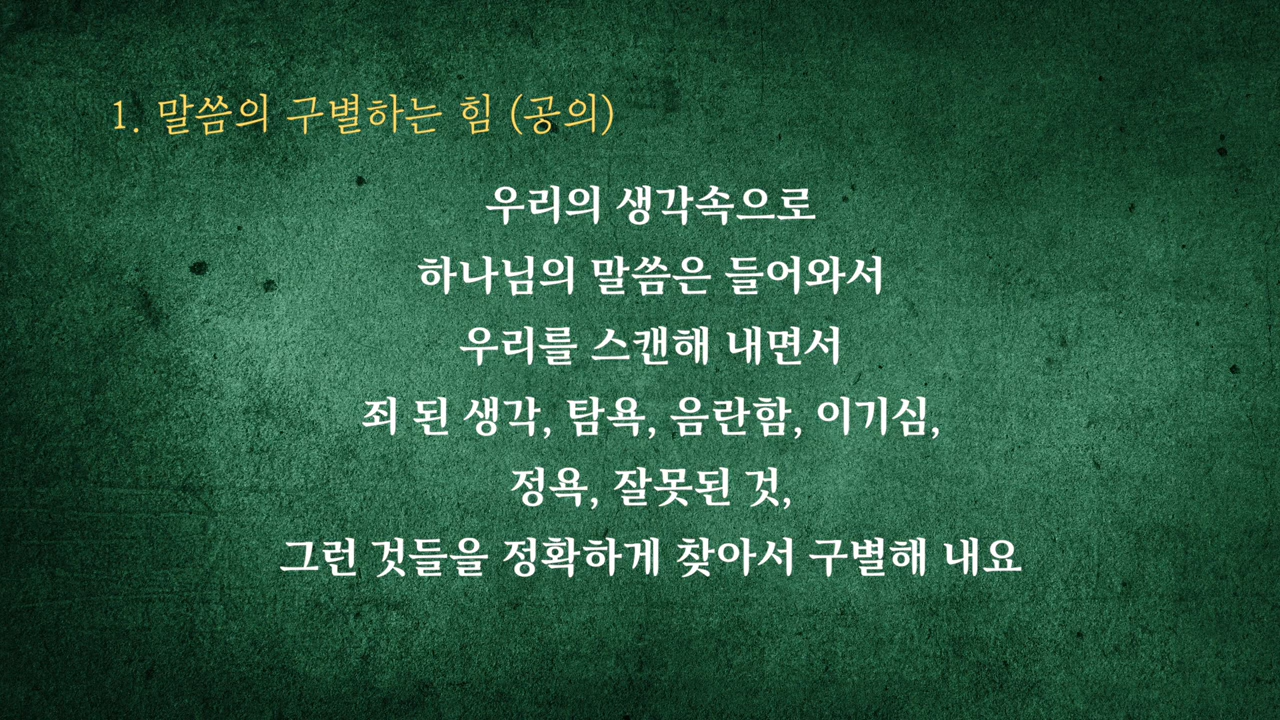 1. 말씀의 구별하는 힘 (공의)
우리의 생각속으로
하나님의 말씀은 들어와서
우리를 스캔해 내면서
죄 된 생각, 탐욕, 음란함, 이기심,
정욕, 잘못된 것,
그런 것들을 정확하게 찾아서 구별해 내요